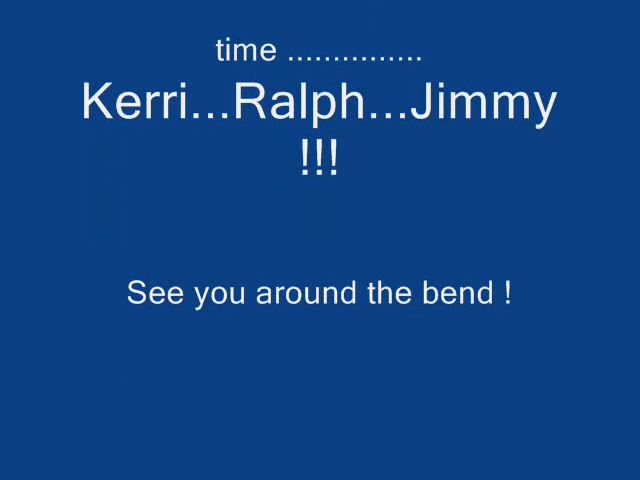 time ...............
Kerri...Ralph...Jimmy
!!!
See you around the bend !